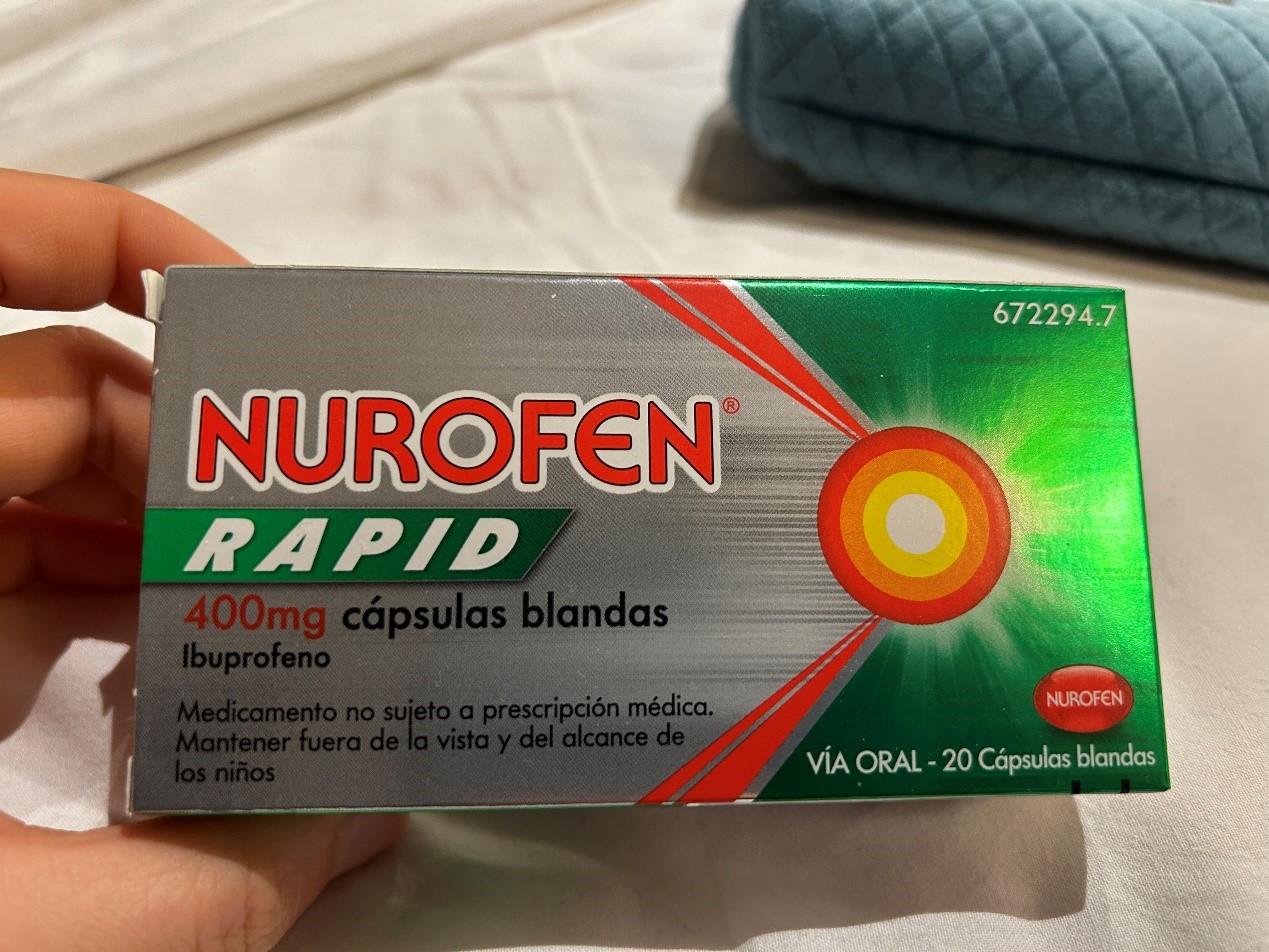 672294.7
NUROFEN®
RAPID
400mg cápsulas blandas
Ibuprofeno
Medicamento no sujeto a prescripción médica.
Mantener fuera de la vista y del alcance de
los niños
NUROFEN
VÍA ORAL - 20 Cápsulas blandas